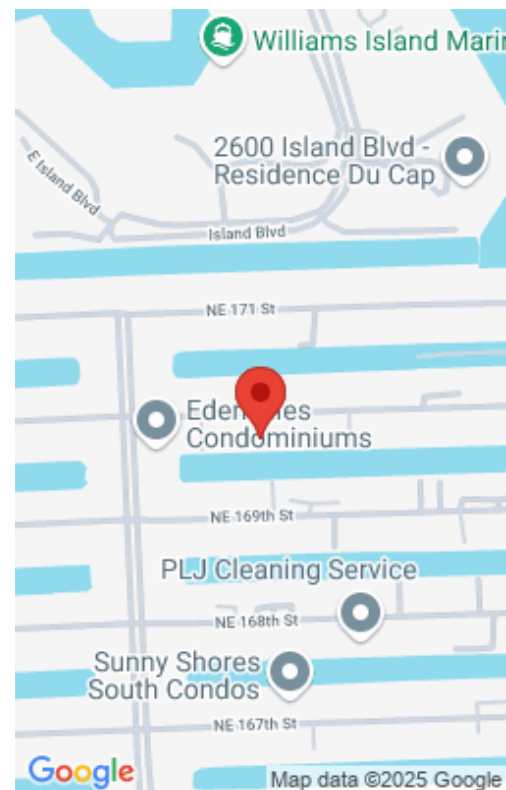 Williams Island Marin
2600 Island Blvd -
Residence Du Cap
E Island Blvd
Island Blvd
NE 171 St
Condominiums
NE 169th St
PLJ Cleaning Service
NE 168th St
Sunny Shores
South Condos
NE 167th St
Google
Map data ©2025 Google